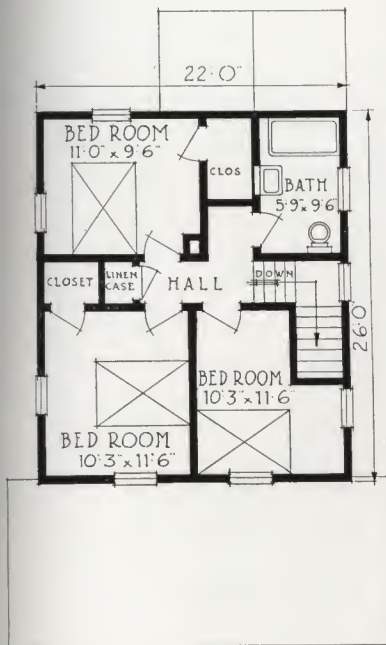 22'·0"
BED ROOM
11'·0" x 9'·6"
CLOS
BATH
5'·9" x 9'·6"
CLOSET
LINEN
CASE
HALL
DOWN
26'·0"
BED ROOM
10'·3" x 11'·6"
BED ROOM
10'·3" x 11'·6"